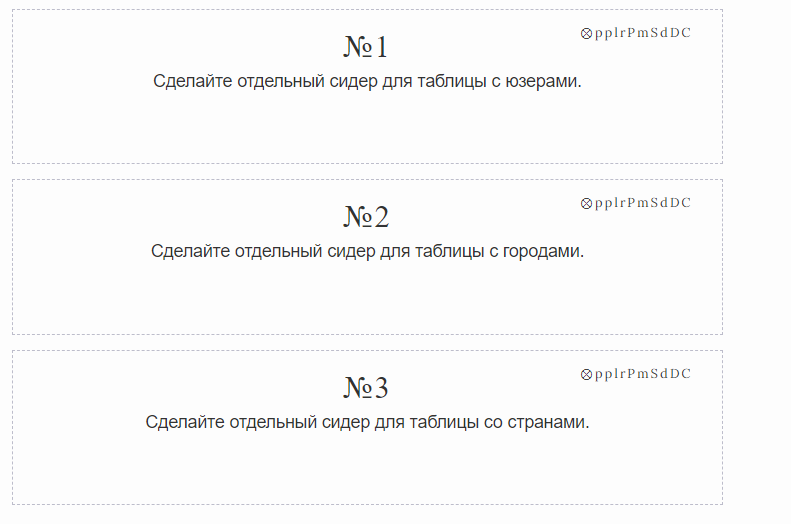 ⊗pplrPmSdDC
№1
Сделайте отдельный сидер для таблицы с юзерами.
⊗pplrPmSdDC
№2
Сделайте отдельный сидер для таблицы с городами.
⊗pplrPmSdDC
№3
Сделайте отдельный сидер для таблицы со странами.